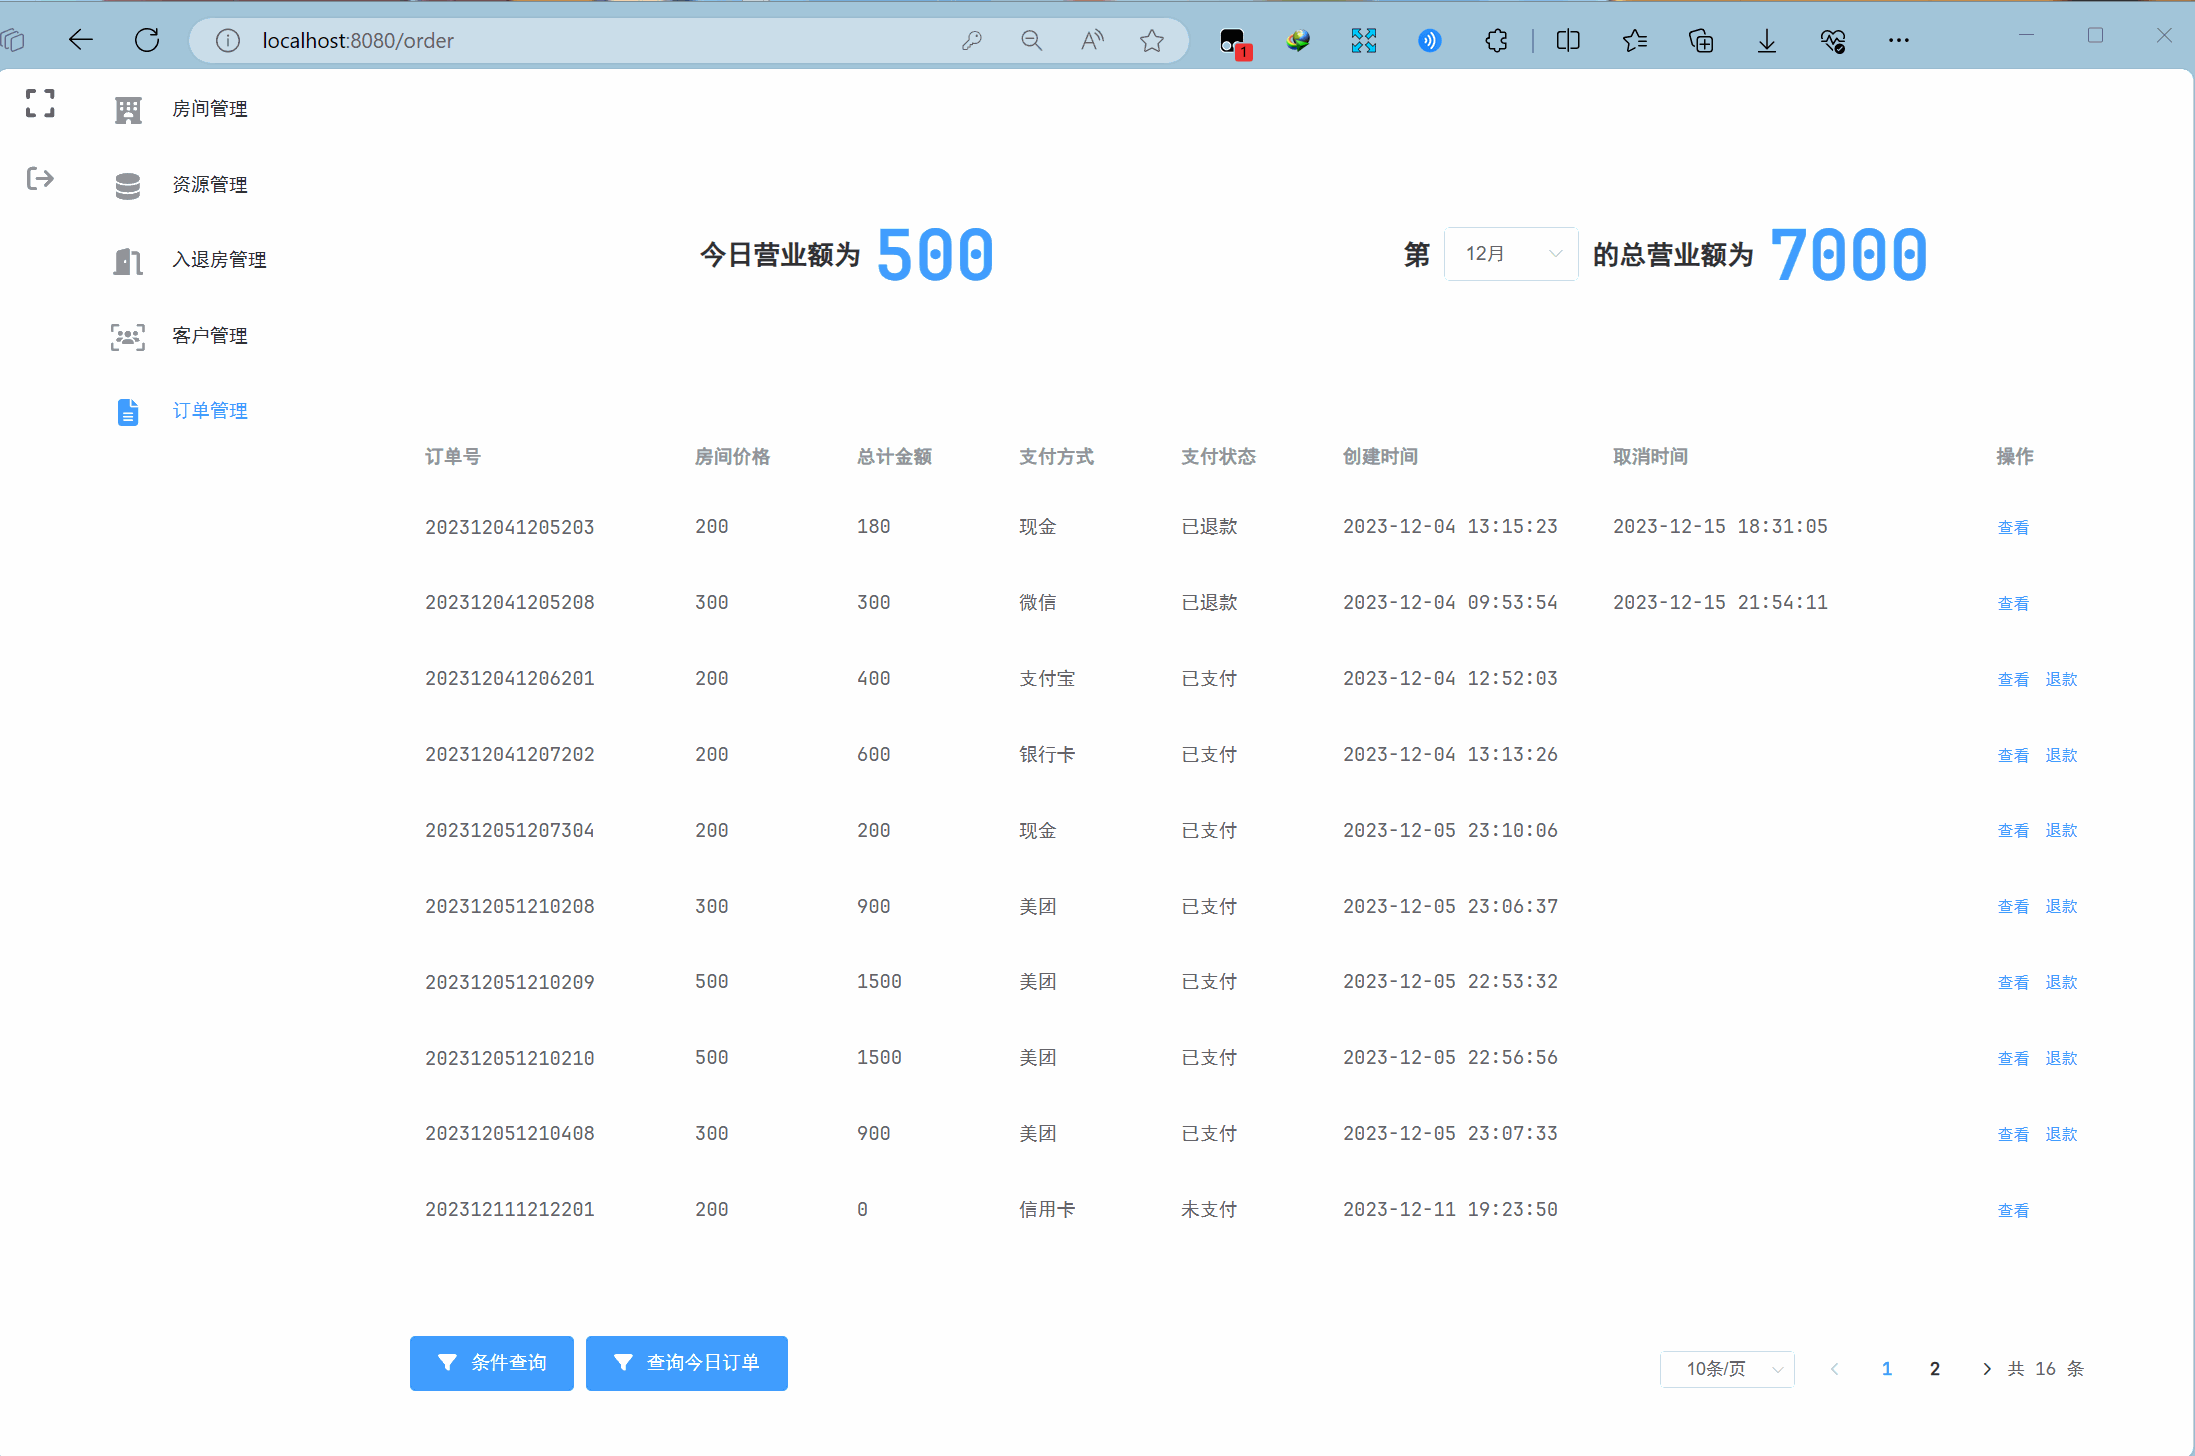 localhost:8080/order
1
房间管理
资源管理
入退房管理
客户管理
订单管理
今日营业额为 500
第 12月 的总营业额为 7000
订单号 房间价格 总计金额 支付方式 支付状态 创建时间 取消时间 操作
202312041205203 200 180 现金 已退款 2023-12-04 13:15:23 2023-12-15 18:31:05 查看
202312041205208 300 300 微信 已退款 2023-12-04 09:53:54 2023-12-15 21:54:11 查看
202312041206201 200 400 支付宝 已支付 2023-12-04 12:52:03 查看 退款
202312041207202 200 600 银行卡 已支付 2023-12-04 13:13:26 查看 退款
202312051207304 200 200 现金 已支付 2023-12-05 23:10:06 查看 退款
202312051210208 300 900 美团 已支付 2023-12-05 23:06:37 查看 退款
202312051210209 500 1500 美团 已支付 2023-12-05 22:53:32 查看 退款
202312051210210 500 1500 美团 已支付 2023-12-05 22:56:56 查看 退款
202312051210408 300 900 美团 已支付 2023-12-05 23:07:33 查看 退款
202312111212201 200 0 信用卡 未支付 2023-12-11 19:23:50 查看
条件查询 查询今日订单
10条/页 1 2 共 16 条